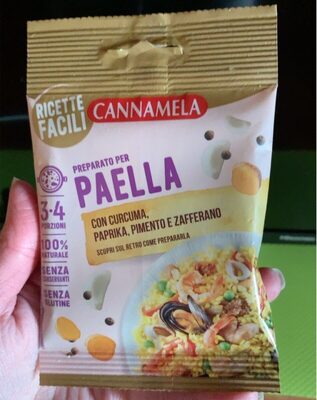 RICETTE
FACILI
CANNAMELA
PREPARATO PER
PAELLA
CON CURCUMA,
PAPRIKA, PIMENTO E ZAFFERANO
SCOPRI SUL RETRO COME PREPARARLA
3-4
PORZIONI
100%
NATURALE
SENZA
CONSERVANTI
SENZA
GLUTINE